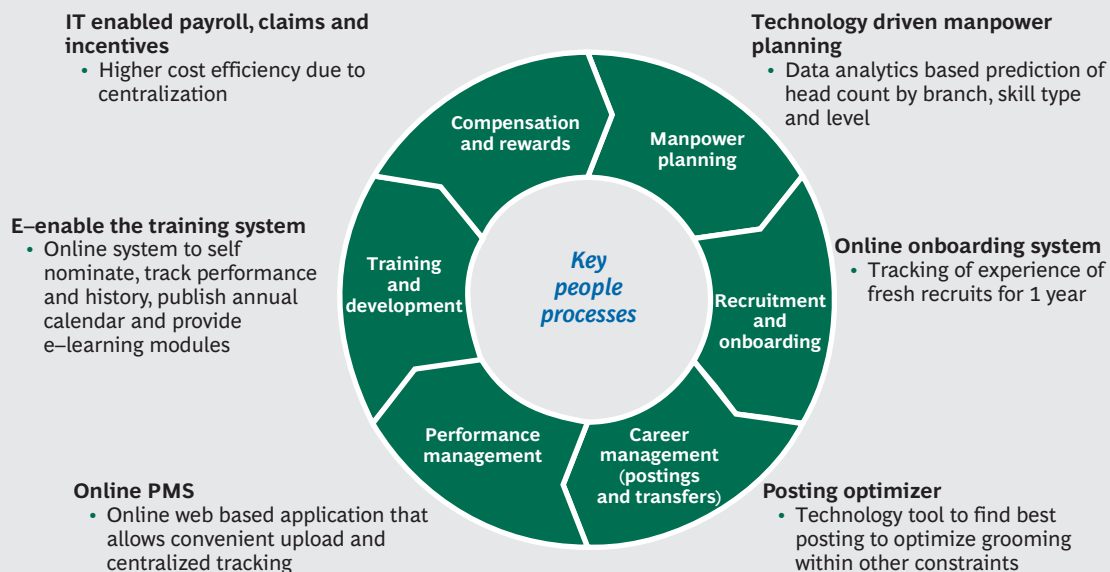 IT enabled payroll, claims and
incentives
• Higher cost efficiency due to
centralization
Technology driven manpower
planning
• Data analytics based prediction of
head count by branch, skill type
and level
Compensation
and rewards
Manpower
planning
E–enable the training system
• Online system to self
nominate, track performance
and history, publish annual
calendar and provide
e–learning modules
Training
and
development
Key
people
processes
Recruitment
and
onboarding
Online onboarding system
• Tracking of experience of
fresh recruits for 1 year
Performance
management
Career
management
(postings
and transfers)
Online PMS
• Online web based application that
allows convenient upload and
centralized tracking
Posting optimizer
• Technology tool to find best
posting to optimize grooming
within other constraints